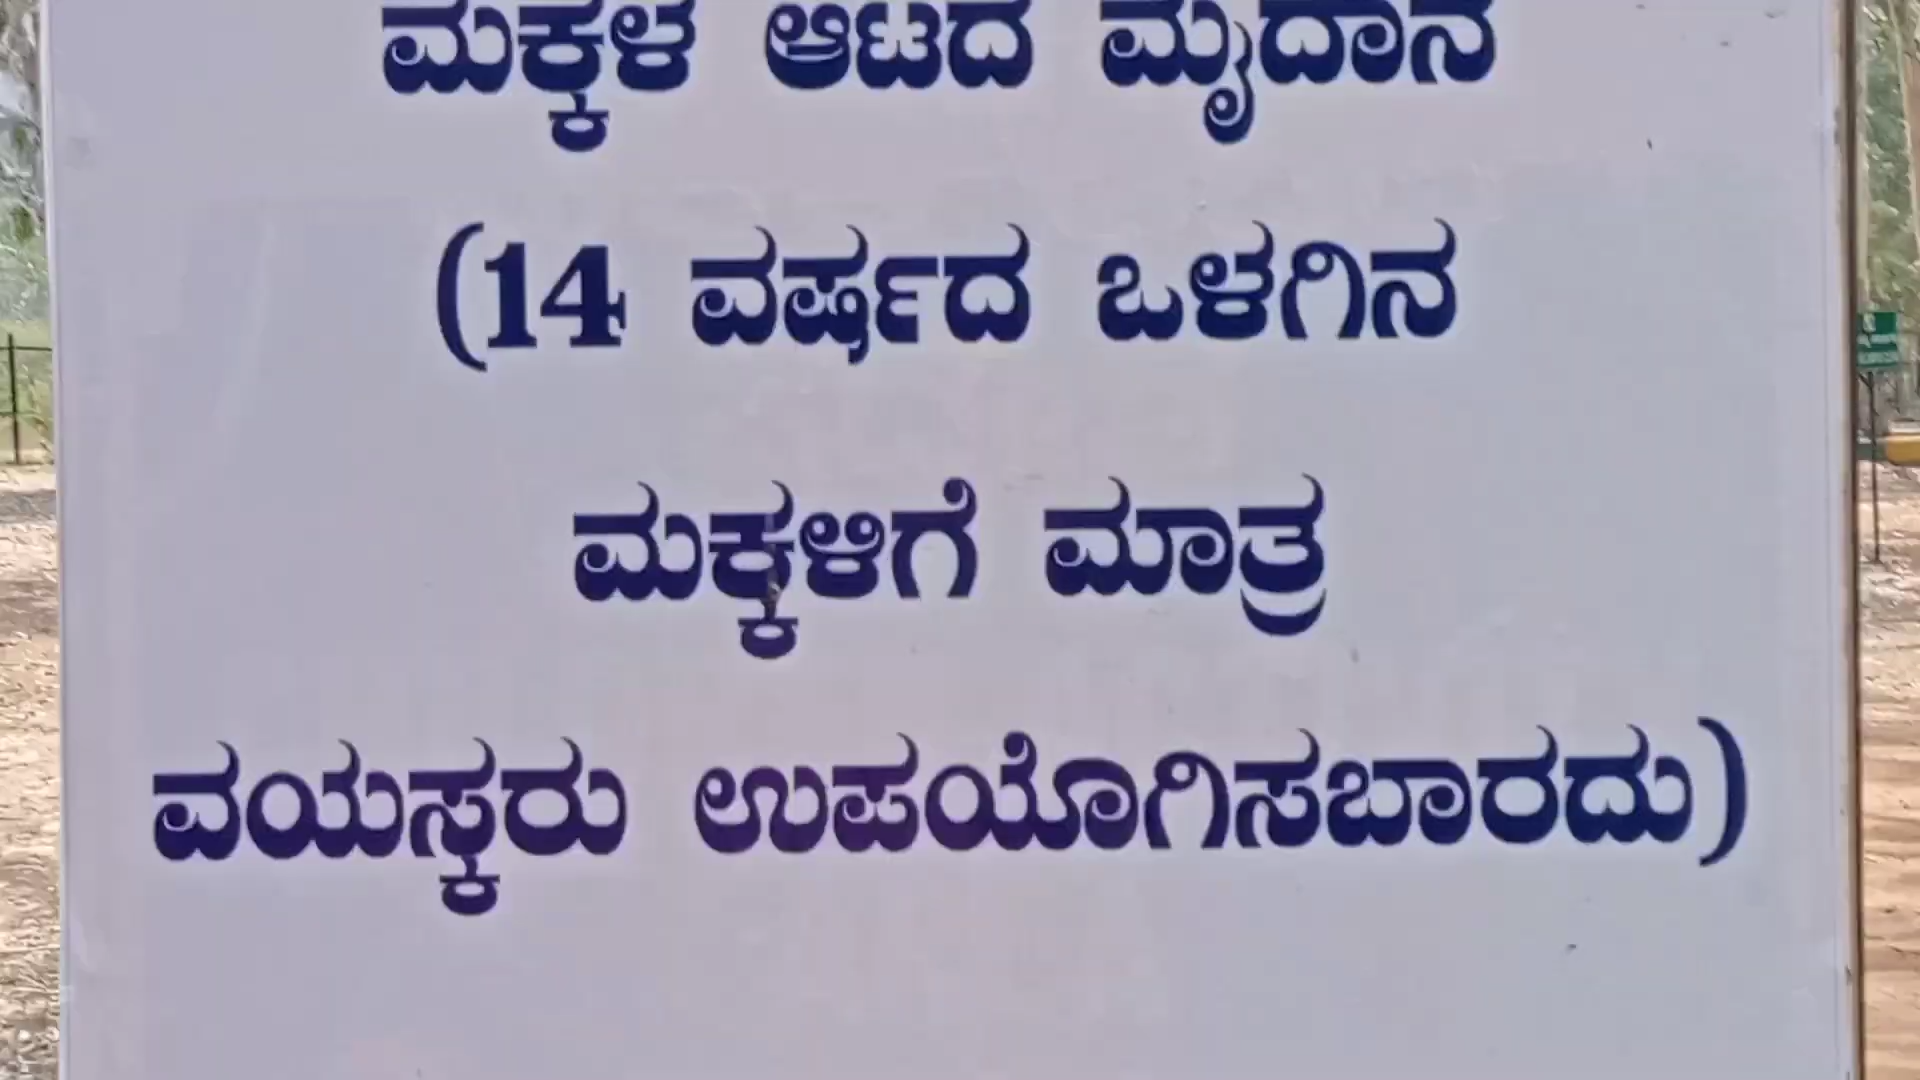 ಮಕ್ಕಳ ಆಟದ ಮೃದಾನ
(14 ವರ್ಷದ ಒಳಗಿನ
ಮಕ್ಕಳಿಗೆ ಮಾತ್ರ
ವಯಸ್ಕರು ಉಪಯೋಗಿಸಬಾರದು)